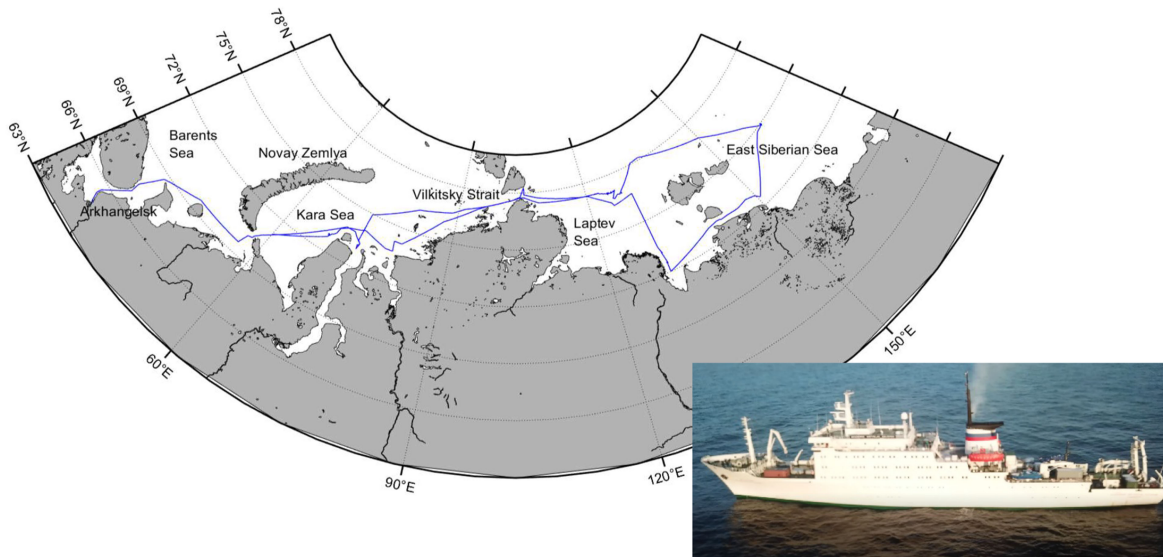 78°N
75°N
72°N
69°N
66°N
63°N
Barents
Sea
Novay Zemlya
East Siberian Sea
Vilkitsky Strait
Arkhangelsk
Kara Sea
Laptev
Sea
60°E
150°E
120°E
90°E